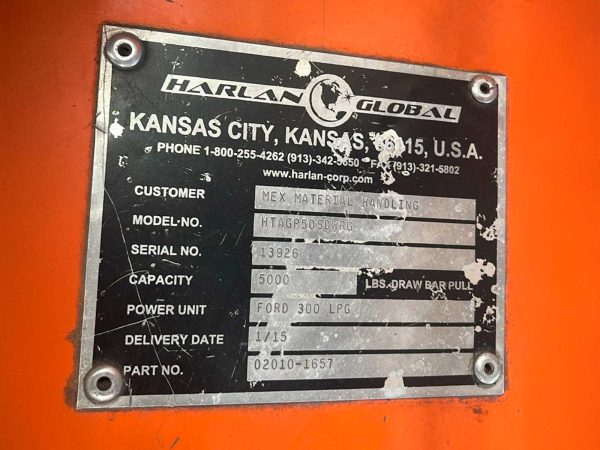 HARLAN GLOBAL
KANSAS CITY, KANSAS, U.S.A.
PHONE 1-800-255-4262 (913)-342-5650 FAX (913)-321-5802
www.harlan-corp.com
CUSTOMER MEX MATERIAL HANDLING
MODEL-NO. HTAGP50SDWRG
SERIAL NO. 13926
CAPACITY 5000 LBS. DRAW BAR PULL
POWER UNIT FORD 300 LPG
DELIVERY DATE 1/15
PART NO. 02010-1657